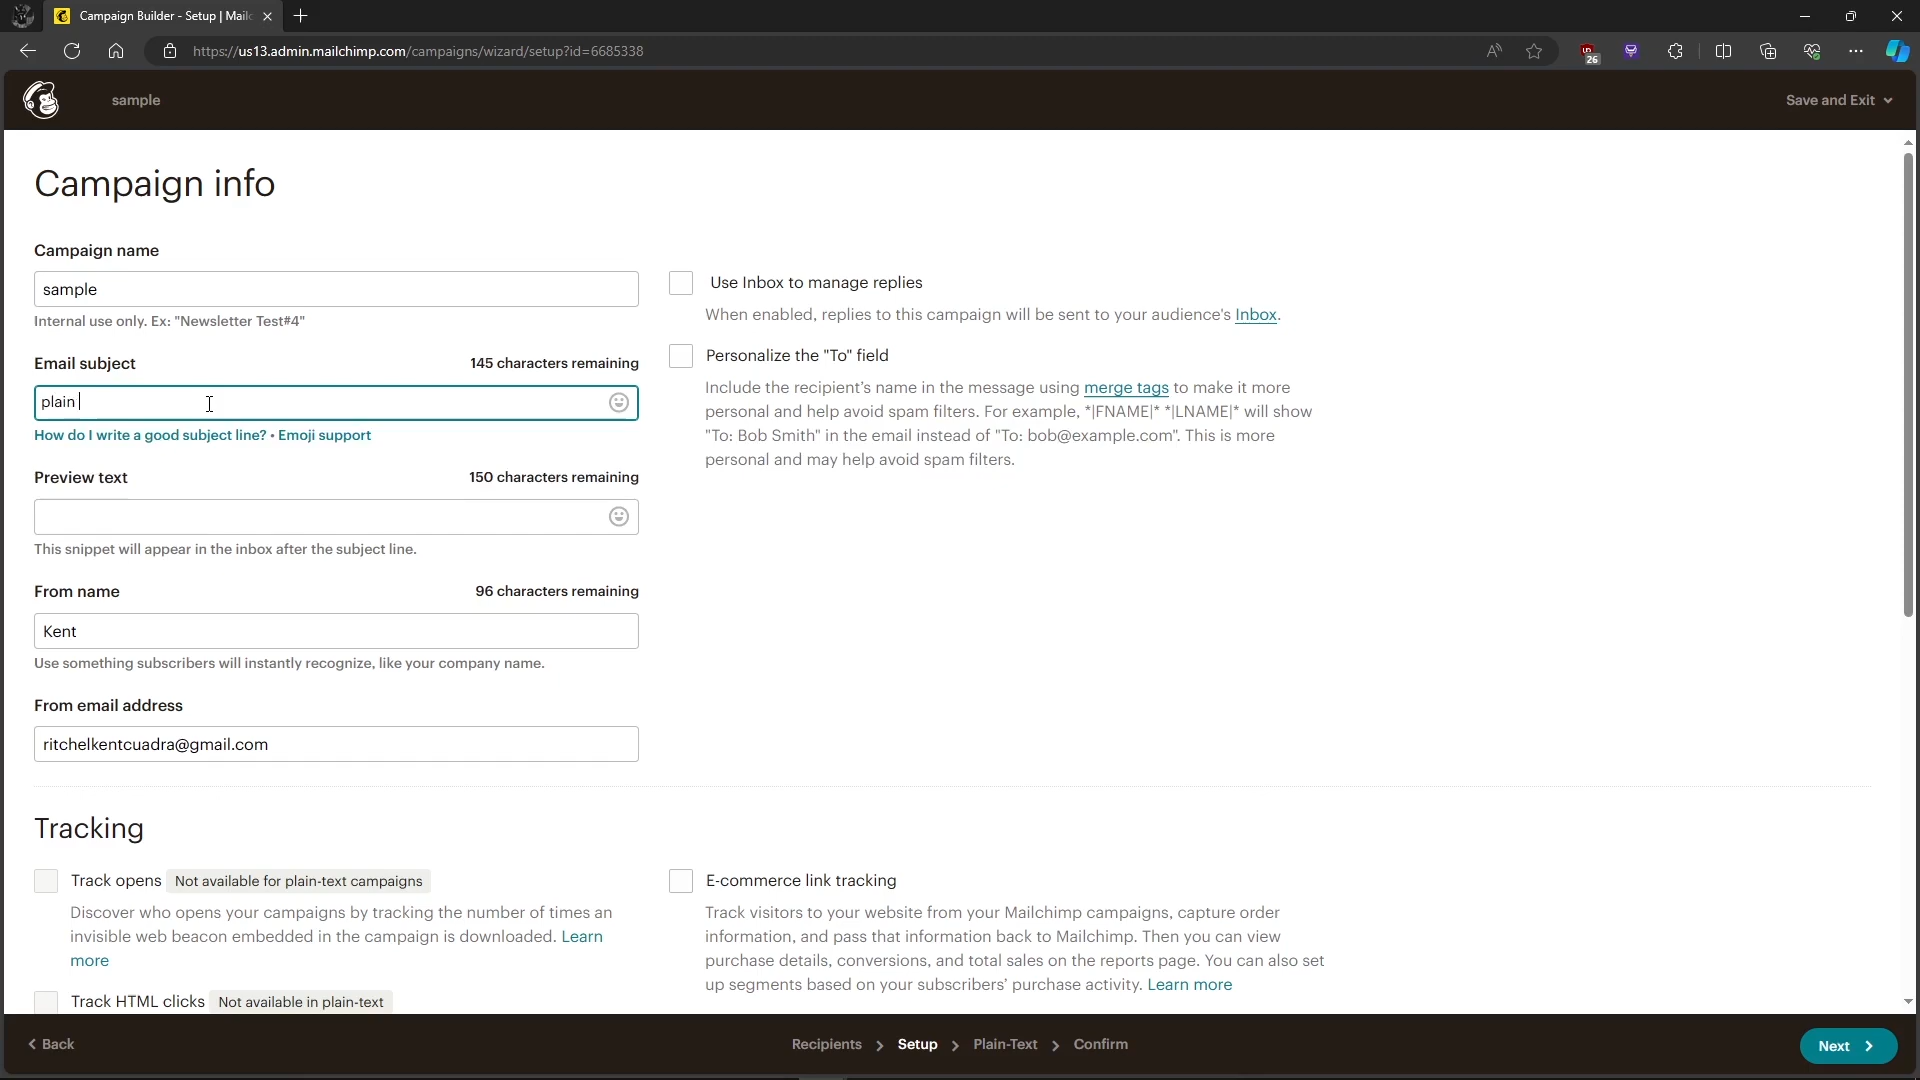 Campaign Builder - Setup | Mailc
https://us13.admin.mailchimp.com/campaigns/wizard/setup?id=6685338
26
sample
Save and Exit
Campaign info
Campaign name
sample
Internal use only. Ex: "Newsletter Test#4"
Email subject
145 characters remaining
plain
How do I write a good subject line? • Emoji support
Preview text
150 characters remaining
This snippet will appear in the inbox after the subject line.
From name
96 characters remaining
Kent
Use something subscribers will instantly recognize, like your company name.
From email address
ritchelkentcuadra@gmail.com
Use Inbox to manage replies
When enabled, replies to this campaign will be sent to your audience's Inbox.
Personalize the "To" field
Include the recipient's name in the message using merge tags to make it more
personal and help avoid spam filters. For example, *|FNAME|* *|LNAME|* will show
"To: Bob Smith" in the email instead of "To: bob@example.com". This is more
personal and may help avoid spam filters.
Tracking
Track opens Not available for plain-text campaigns
Discover who opens your campaigns by tracking the number of times an
invisible web beacon embedded in the campaign is downloaded. Learn
more
Track HTML clicks Not available in plain-text
E-commerce link tracking
Track visitors to your website from your Mailchimp campaigns, capture order
information, and pass that information back to Mailchimp. Then you can view
purchase details, conversions, and total sales on the reports page. You can also set
up segments based on your subscribers' purchase activity. Learn more
Back
Recipients > Setup > Plain-Text > Confirm
Next